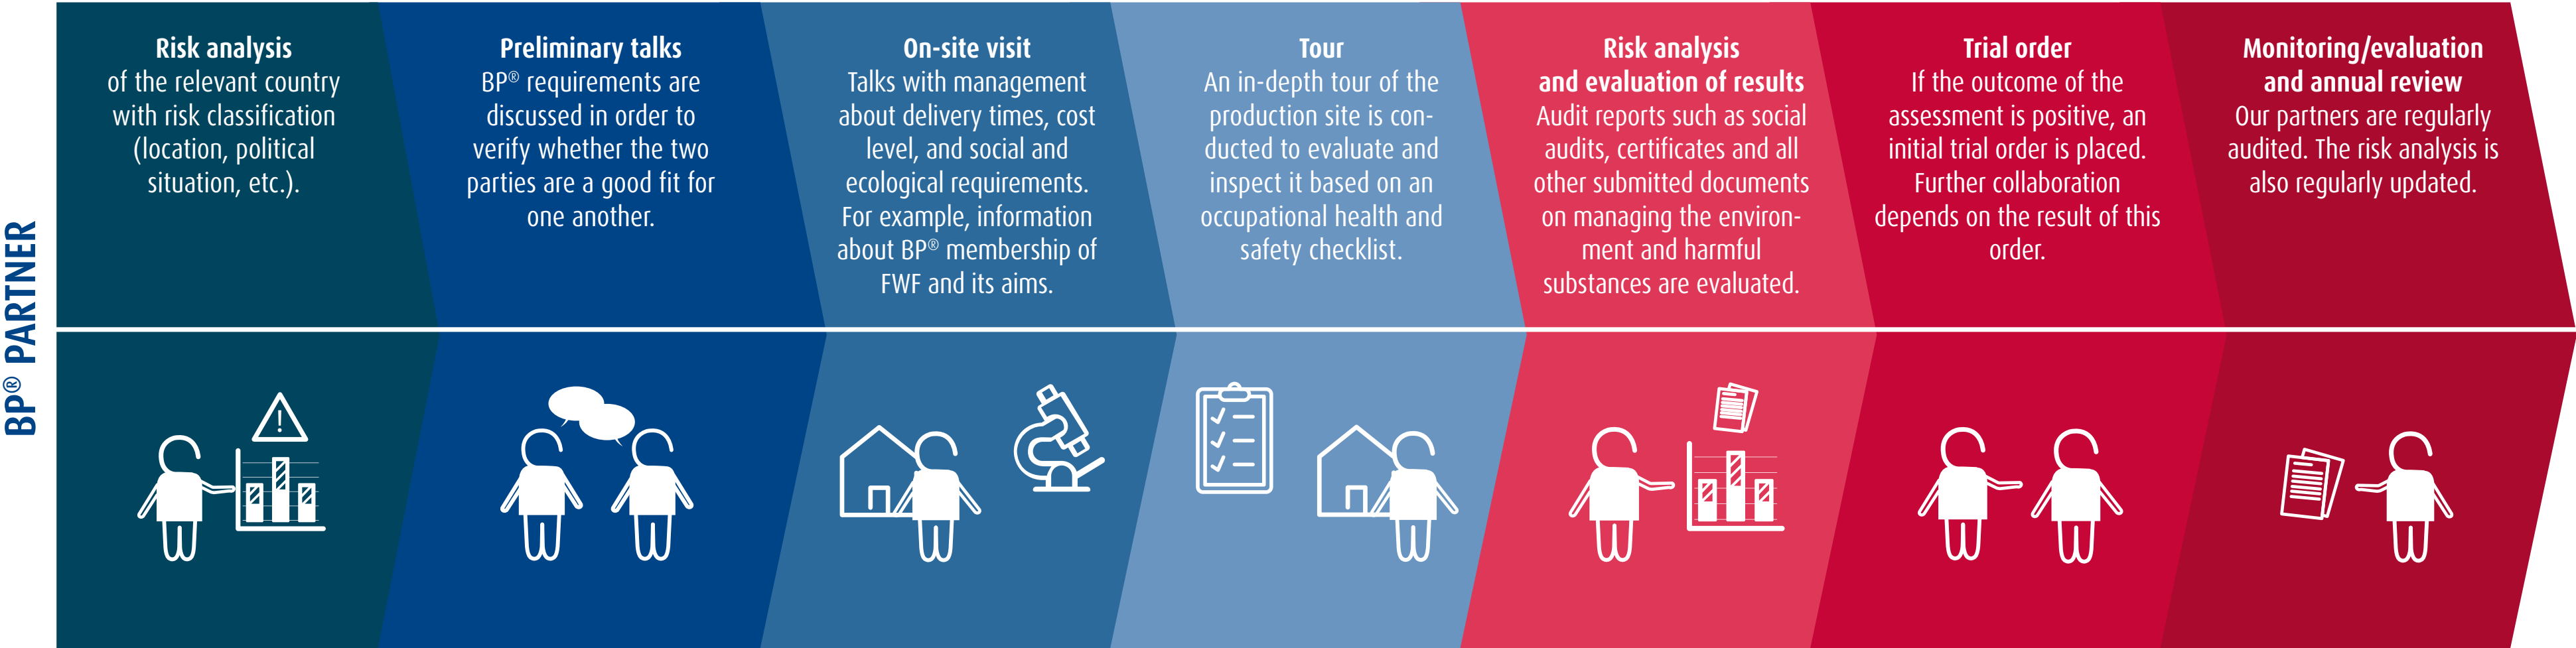 BP® PARTNER
Risk analysis
of the relevant country
with risk classification
(location, political
situation, etc.).
Preliminary talks
BP® requirements are
discussed in order to
verify whether the two
parties are a good fit for
one another.
On-site visit
Talks with management
about delivery times, cost
level, and social and
ecological requirements.
For example, information
about BP® membership of
FWF and its aims.
Tour
An in-depth tour of the
production site is con-
ducted to evaluate and
inspect it based on an
occupational health and
safety checklist.
Risk analysis
and evaluation of results
Audit reports such as social
audits, certificates and all
other submitted documents
on managing the environ-
ment and harmful
substances are evaluated.
Trial order
If the outcome of the
assessment is positive, an
initial trial order is placed.
Further collaboration
depends on the result of this
order.
Monitoring/evaluation
and annual review
Our partners are regularly
audited. The risk analysis is
also regularly updated.
!